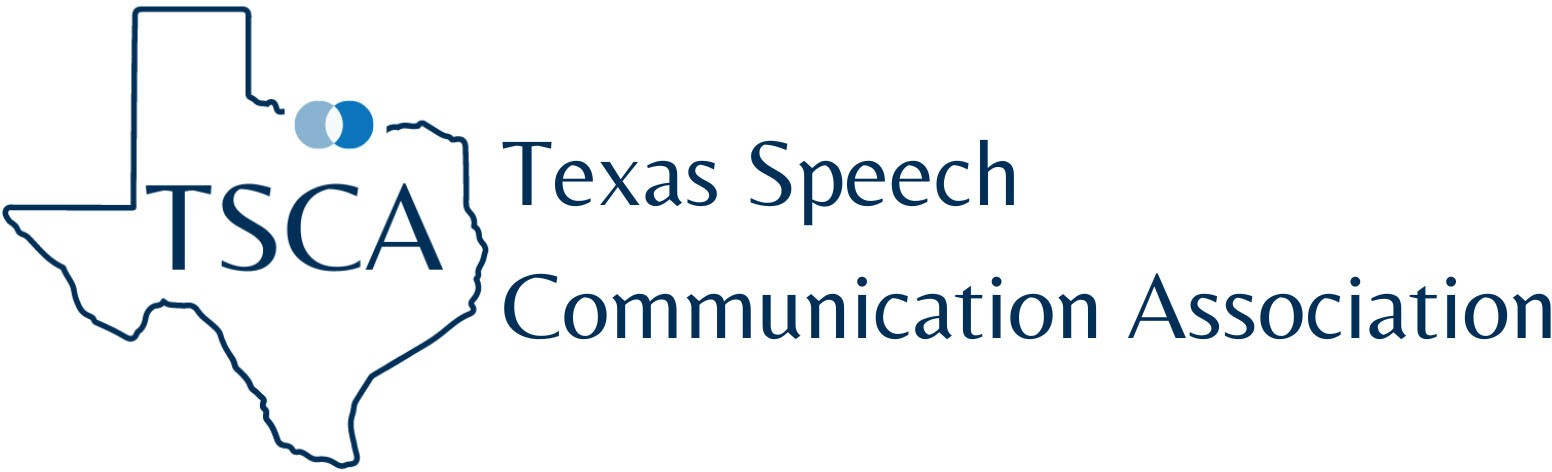 TSCA
Texas Speech
Communication Association